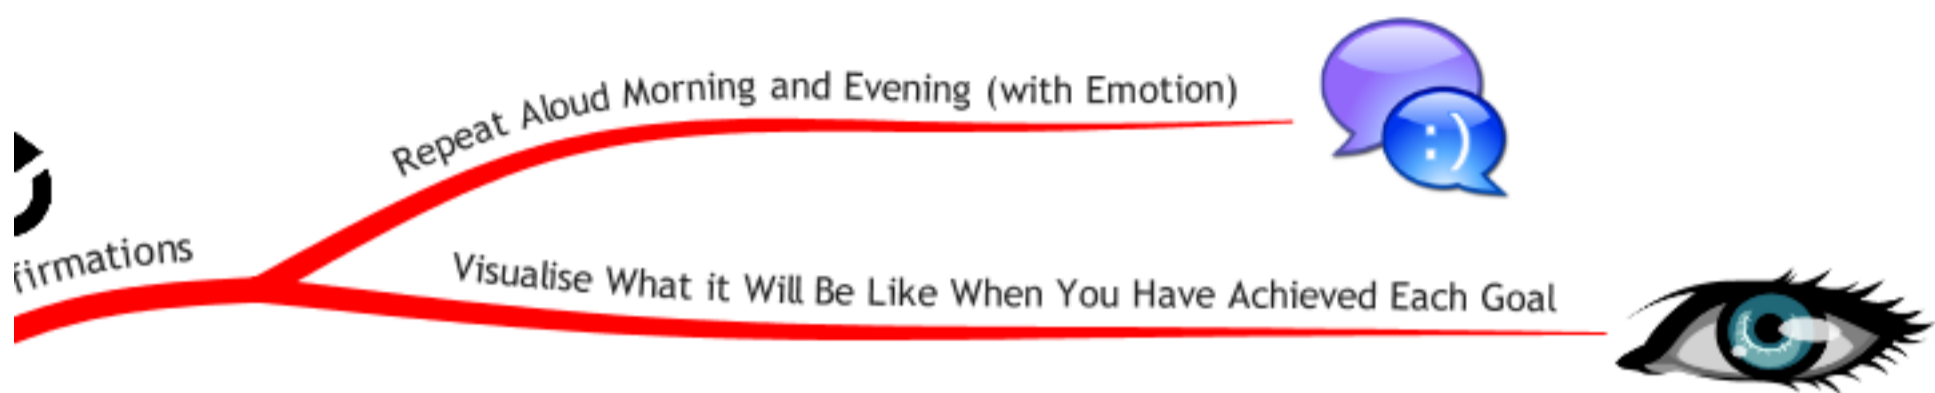 Repeat Aloud Morning and Evening (with Emotion)
:)
firmations
Visualise What it Will Be Like When You Have Achieved Each Goal